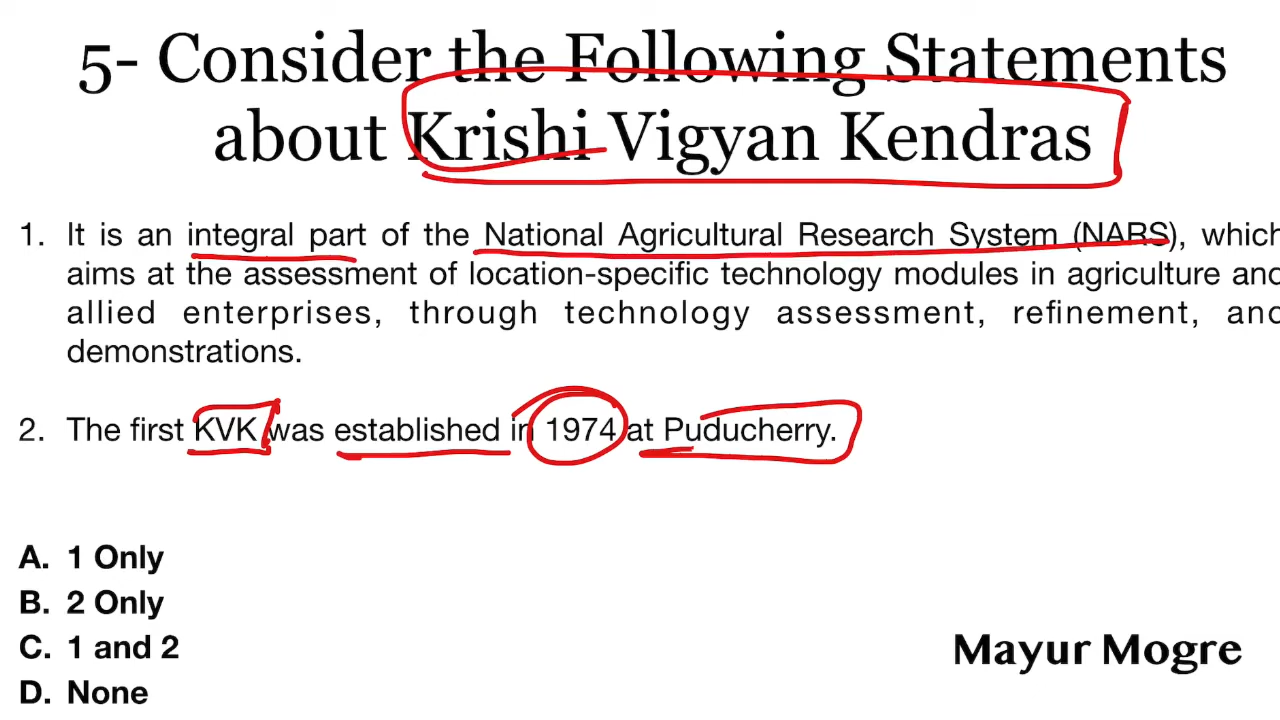 5- Consider the Following Statements
about Krishi Vigyan Kendras
1. It is an integral part of the National Agricultural Research System (NARS), which
aims at the assessment of location-specific technology modules in agriculture and
allied enterprises, through technology assessment, refinement, and
demonstrations.
2. The first KVK was established in 1974 at Puducherry.
A. 1 Only
B. 2 Only
C. 1 and 2
D. None
Mayur Mogre